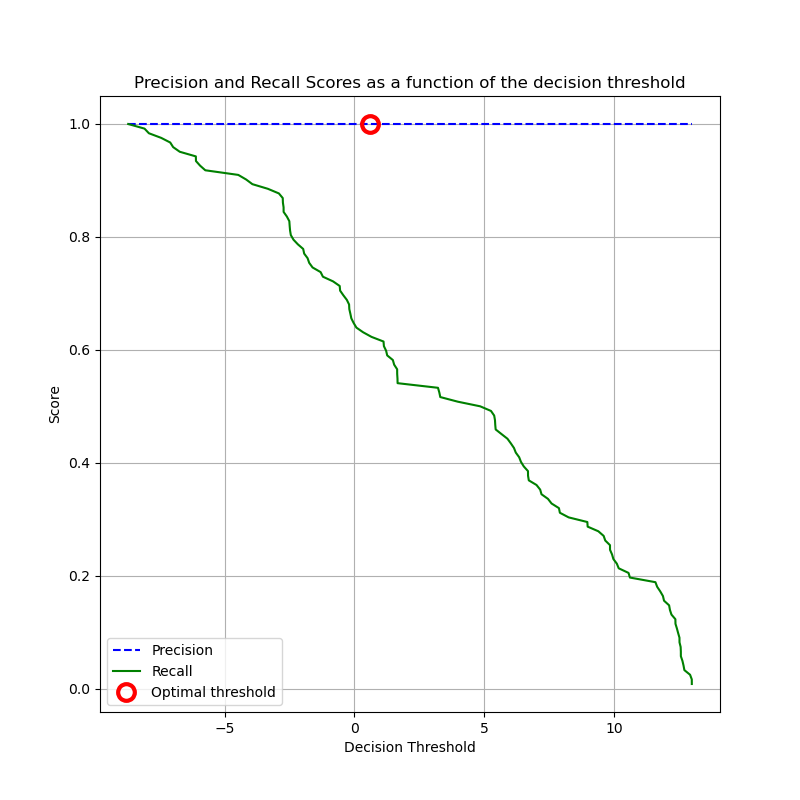 Precision and Recall Scores as a function of the decision threshold
1.0
0.8
0.6
0.4
0.2
0.0
Score
Precision
Recall
Optimal threshold
−5
0
5
10
Decision Threshold